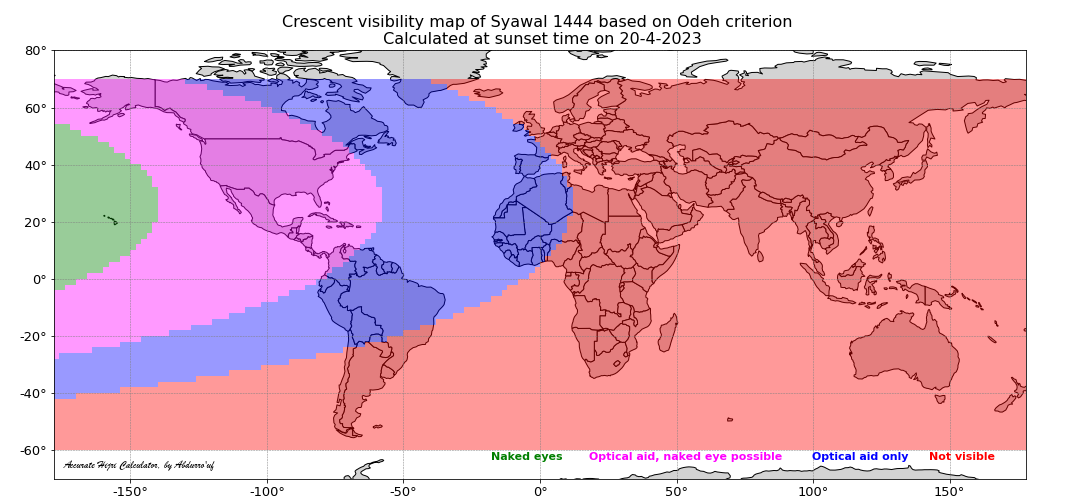 Crescent visibility map of Syawal 1444 based on Odeh criterion
Calculated at sunset time on 20-4-2023
80°
60°
40°
20°
0°
-20°
-40°
-60°
Naked eyes Optical aid, naked eye possible Optical aid only Not visible
Accurate Hijri Calculator, by Abdurro'uf
-150° -100° -50° 0° 50° 100° 150°